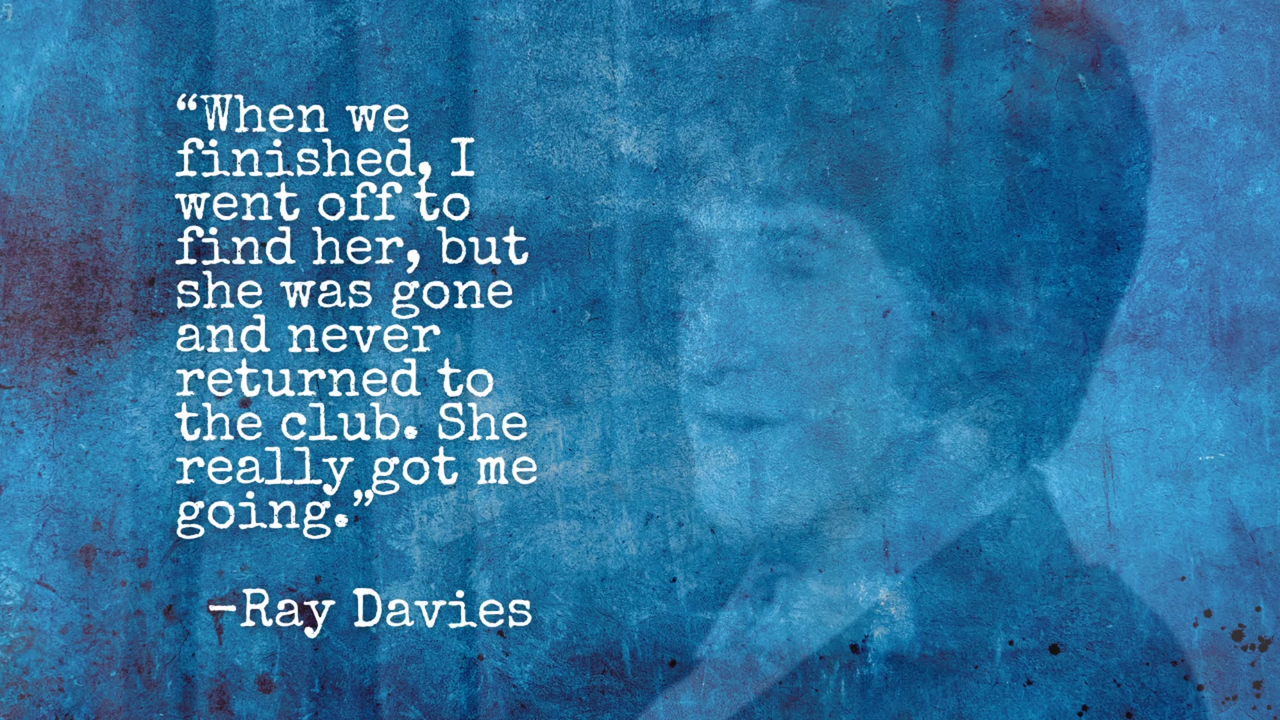 “When we
finished, I
went off to
find her, but
she was gone
and never
returned to
the club. She
really got me
going.”
–Ray Davies